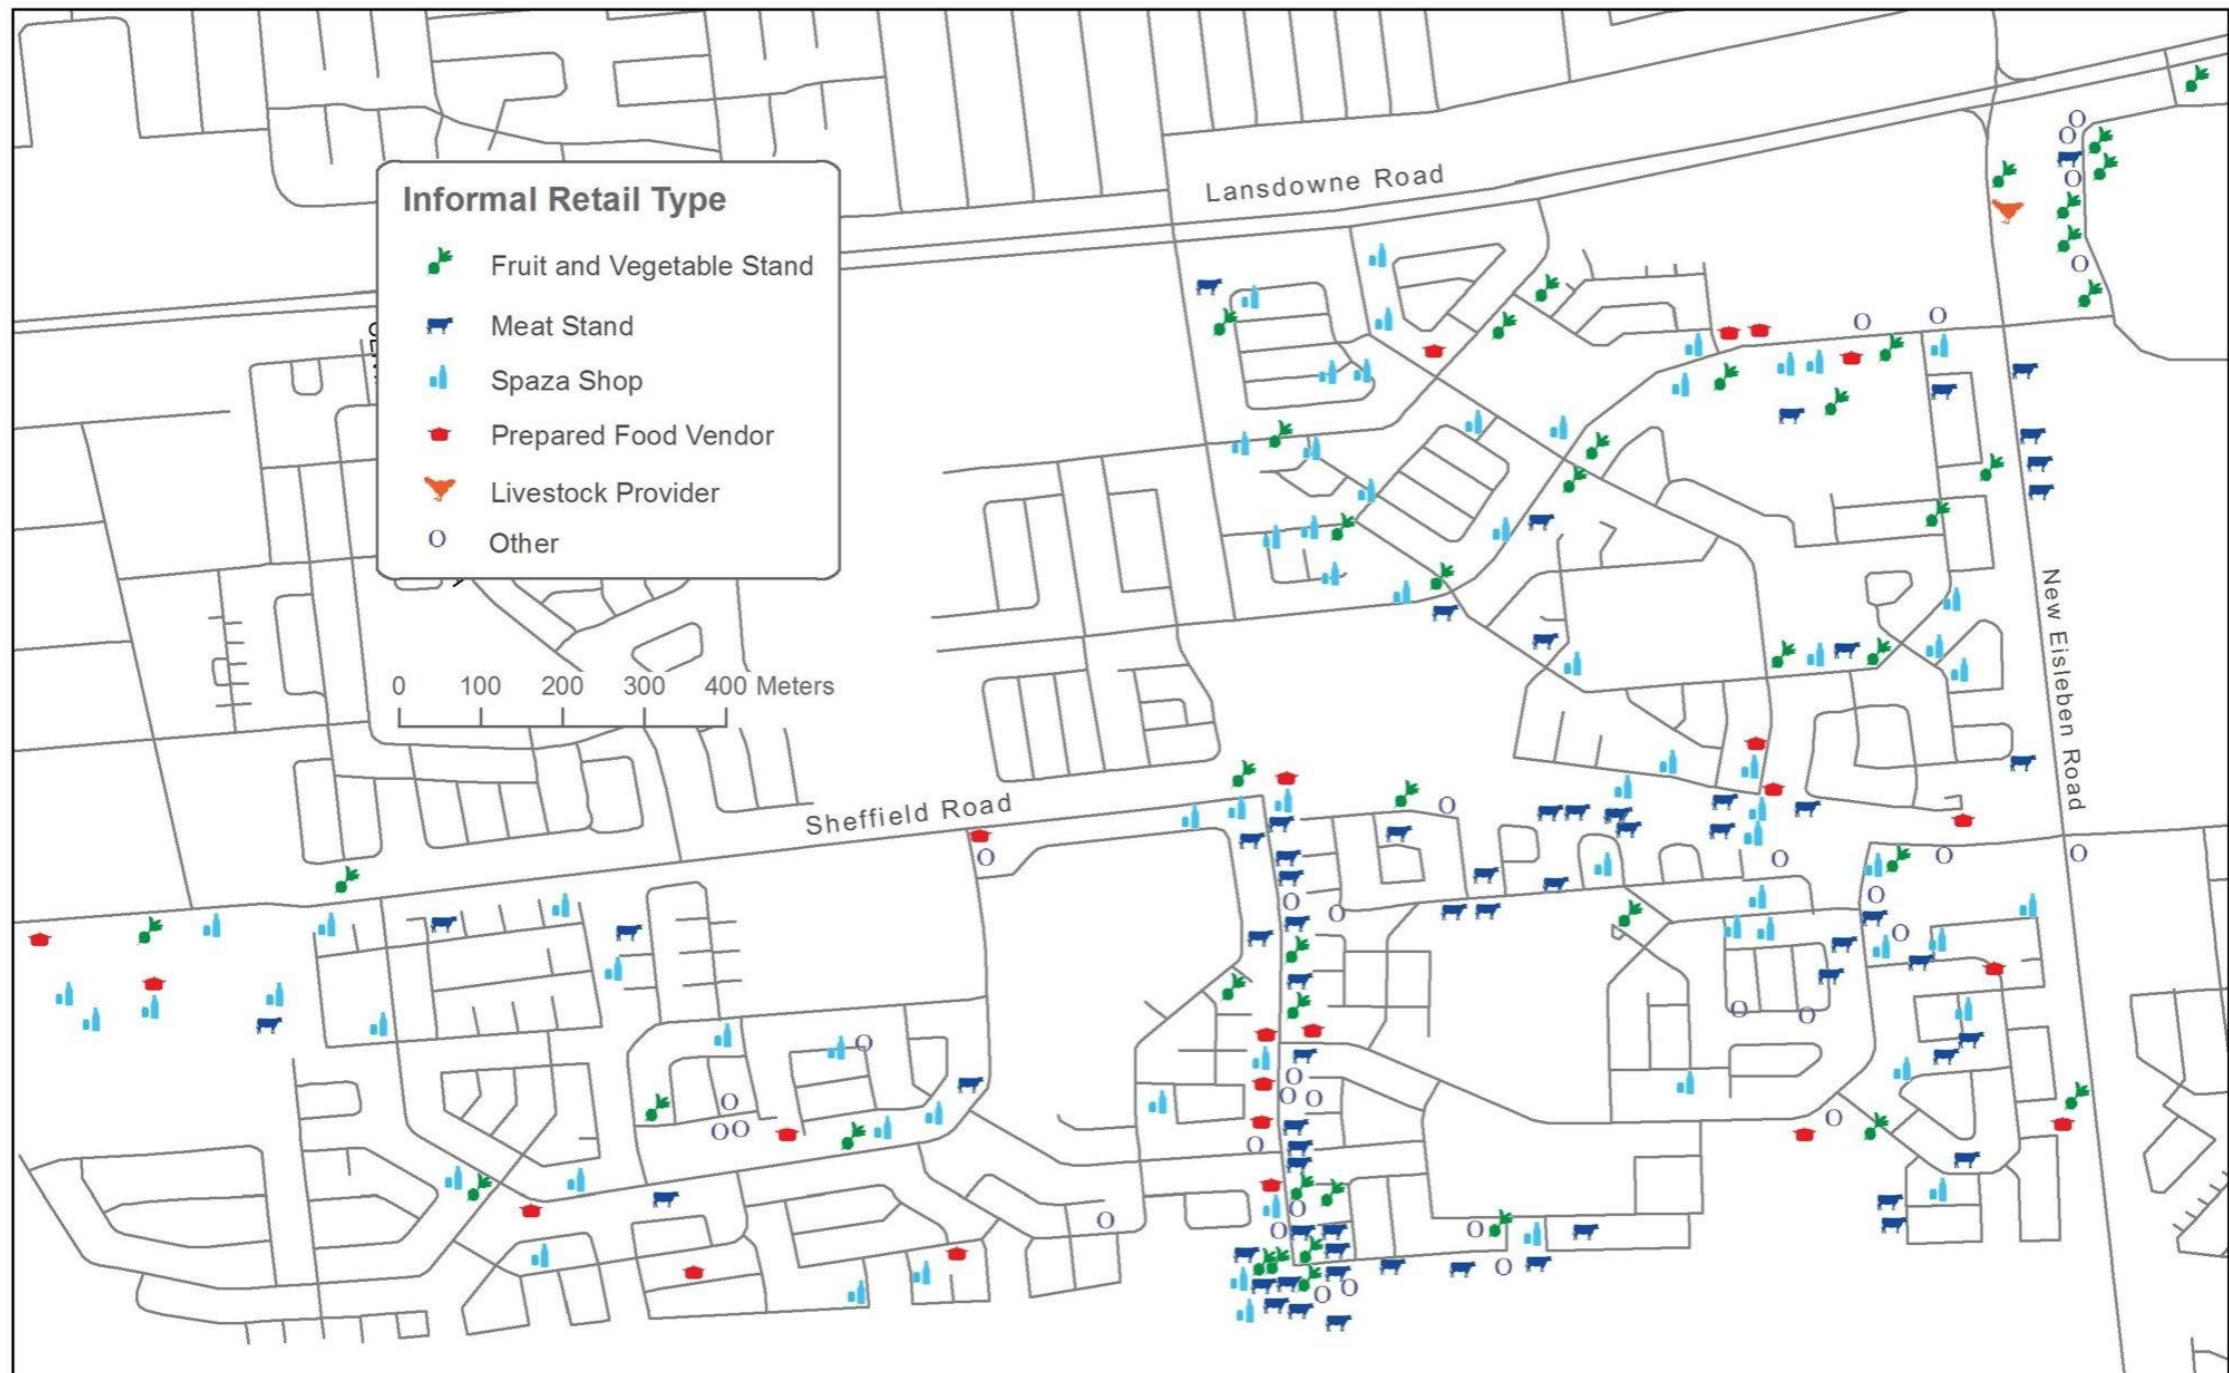 Lansdowne Road
Informal Retail Type
Fruit and Vegetable Stand
Meat Stand
Spaza Shop
Prepared Food Vendor
Livestock Provider
Other
New Eisleben Road
0 100 200 300 400 Meters
Sheffield Road